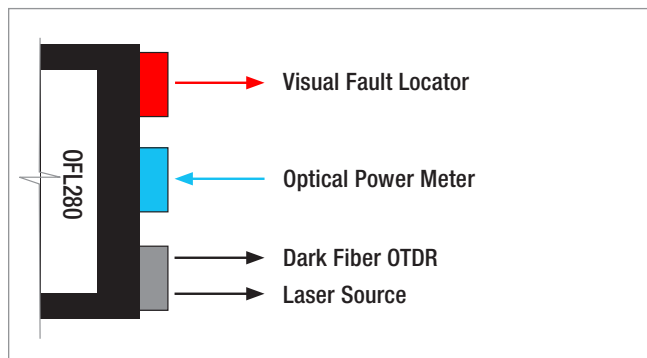 OFL280
Visual Fault Locator
Optical Power Meter
Dark Fiber OTDR
Laser Source